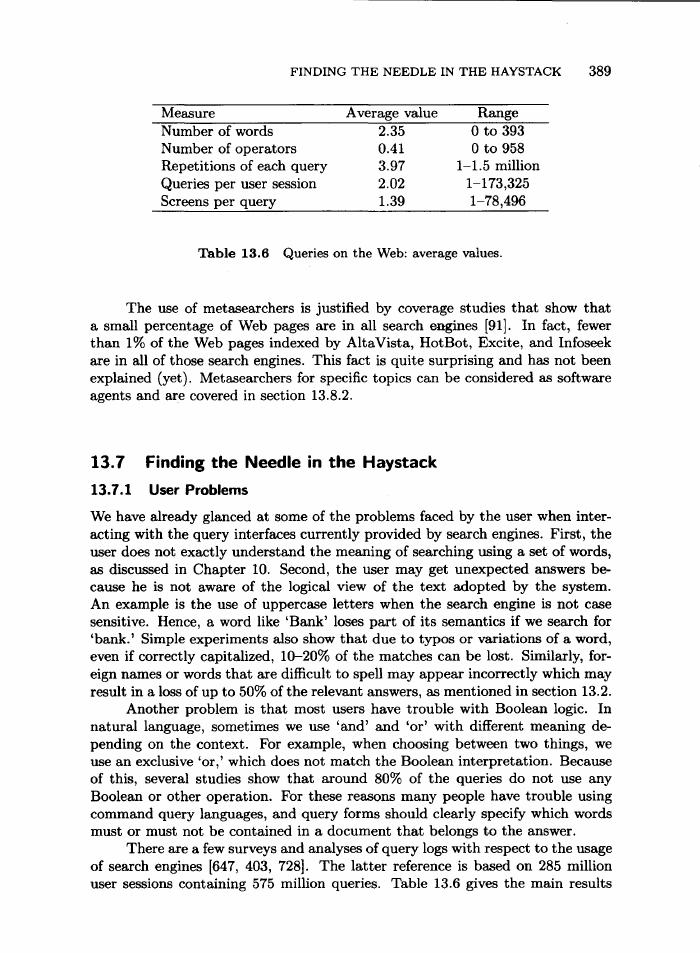 FINDING THE NEEDLE IN THE HAYSTACK 389
Measure Average value Range
Number of words 2.35 0 to 393
Number of operators 0.41 0 to 958
Repetitions of each query 3.97 1–1.5 million
Queries per user session 2.02 1–173,325
Screens per query 1.39 1–78,496
Table 13.6 Queries on the Web: average values.
The use of metasearchers is justified by coverage studies that show that
a small percentage of Web pages are in all search engines [91]. In fact, fewer
than 1% of the Web pages indexed by AltaVista, HotBot, Excite, and Infoseek
are in all of those search engines. This fact is quite surprising and has not been
explained (yet). Metasearchers for specific topics can be considered as software
agents and are covered in section 13.8.2.
13.7 Finding the Needle in the Haystack
13.7.1 User Problems
We have already glanced at some of the problems faced by the user when inter-
acting with the query interfaces currently provided by search engines. First, the
user does not exactly understand the meaning of searching using a set of words,
as discussed in Chapter 10. Second, the user may get unexpected answers be-
cause he is not aware of the logical view of the text adopted by the system.
An example is the use of uppercase letters when the search engine is not case
sensitive. Hence, a word like ‘Bank’ loses part of its semantics if we search for
‘bank.’ Simple experiments also show that due to typos or variations of a word,
even if correctly capitalized, 10–20% of the matches can be lost. Similarly, for-
eign names or words that are difficult to spell may appear incorrectly which may
result in a loss of up to 50% of the relevant answers, as mentioned in section 13.2.
Another problem is that most users have trouble with Boolean logic. In
natural language, sometimes we use ‘and’ and ‘or’ with different meaning de-
pending on the context. For example, when choosing between two things, we
use an exclusive ‘or,’ which does not match the Boolean interpretation. Because
of this, several studies show that around 80% of the queries do not use any
Boolean or other operation. For these reasons many people have trouble using
command query languages, and query forms should clearly specify which words
must or must not be contained in a document that belongs to the answer.
There are a few surveys and analyses of query logs with respect to the usage
of search engines [647, 403, 728]. The latter reference is based on 285 million
user sessions containing 575 million queries. Table 13.6 gives the main results